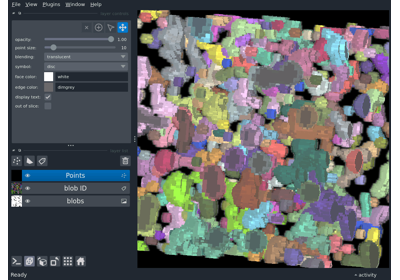 File View Plugins Window Help
opacity: 1.00
point size: 10
blending: translucent
symbol: disc
face color: white
edge color: dimgrey
display text:
out of slice:
Points
blob ID
blobs
Ready
activity